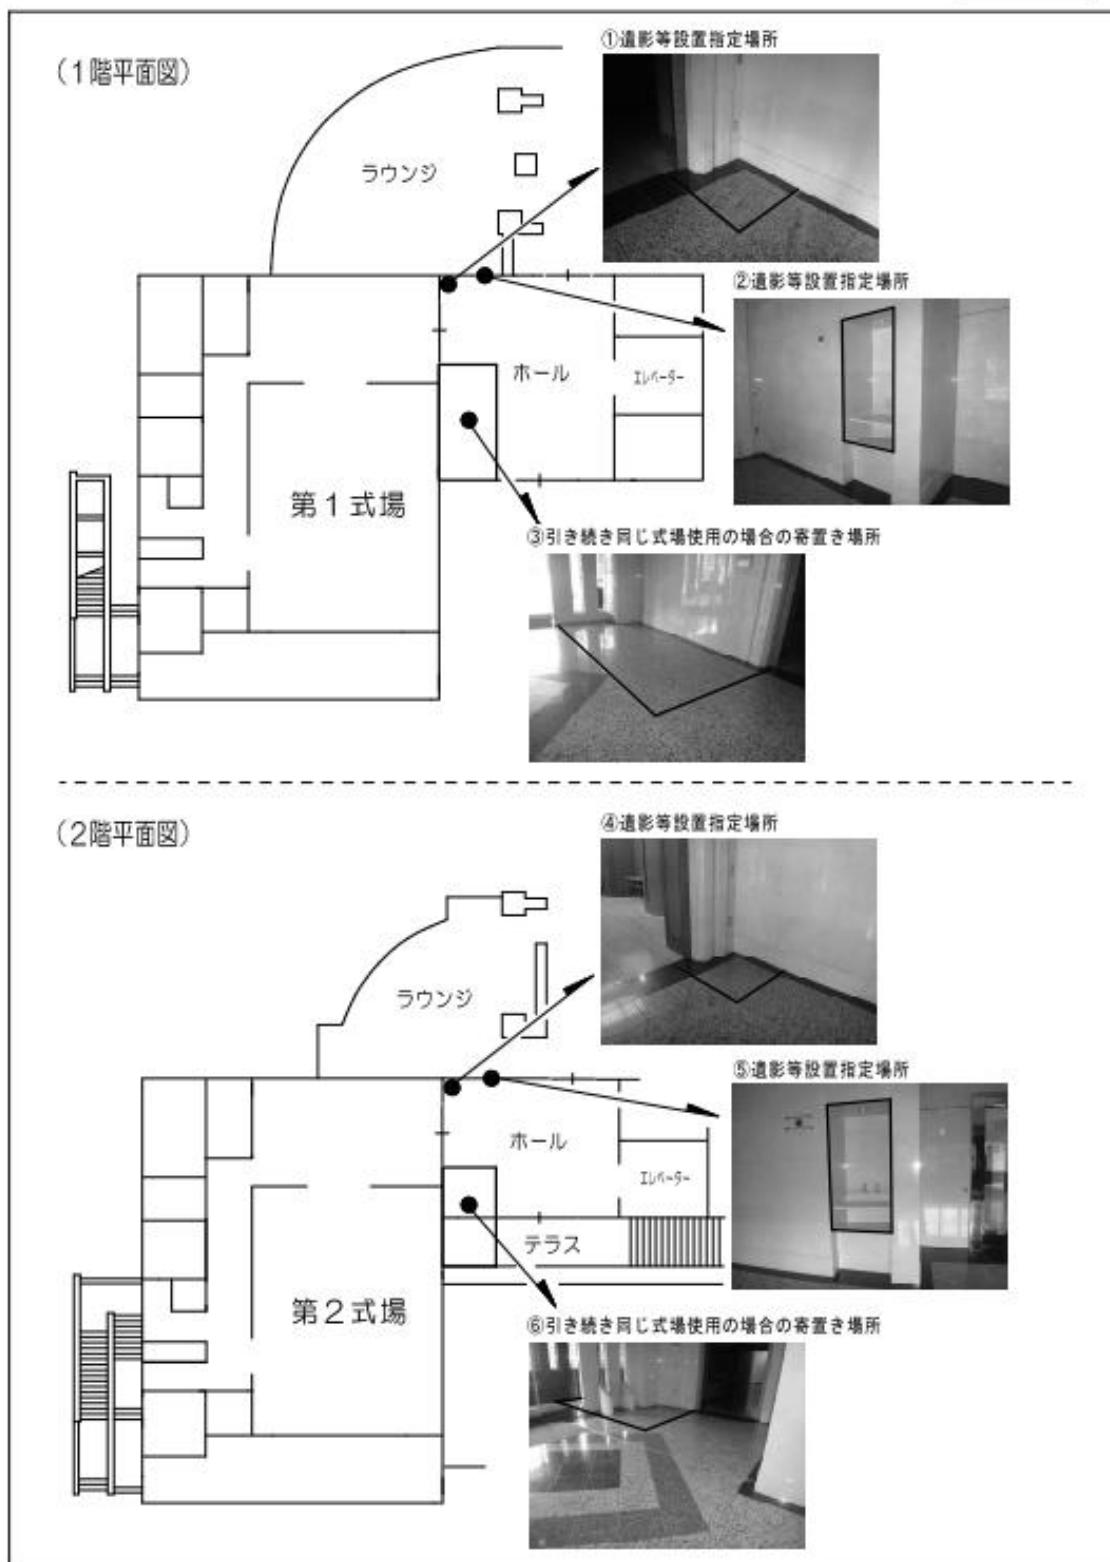 (1階平面図)
①遺影等設置指定場所
ラウンジ
②遺影等設置指定場所
ホール
エレベーター
第1式場
③引き続き同じ式場使用の場合の寄置き場所
(2階平面図)
④遺影等設置指定場所
ラウンジ
⑤遺影等設置指定場所
ホール
エレベーター
テラス
第2式場
⑥引き続き同じ式場使用の場合の寄置き場所